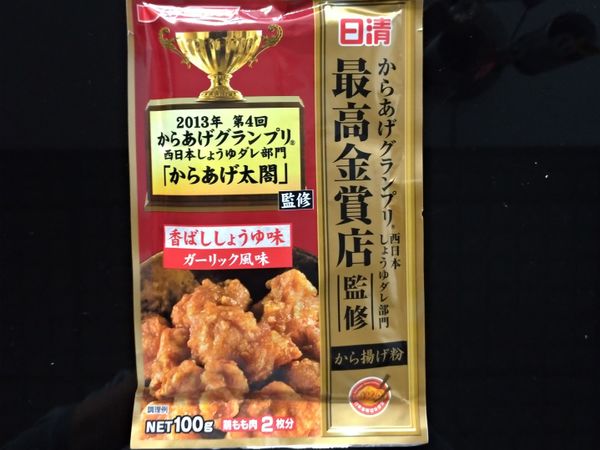 日清
からあげグランプリ®
西日本
しょうゆダレ部門
最高金賞店
監修
から揚げ粉
2013年 第4回
からあげグランプリ®
西日本しょうゆダレ部門
「からあげ太閤」
監修
香ばししょうゆ味
ガーリック風味
調理例
NET100g
鶏もも肉2枚分